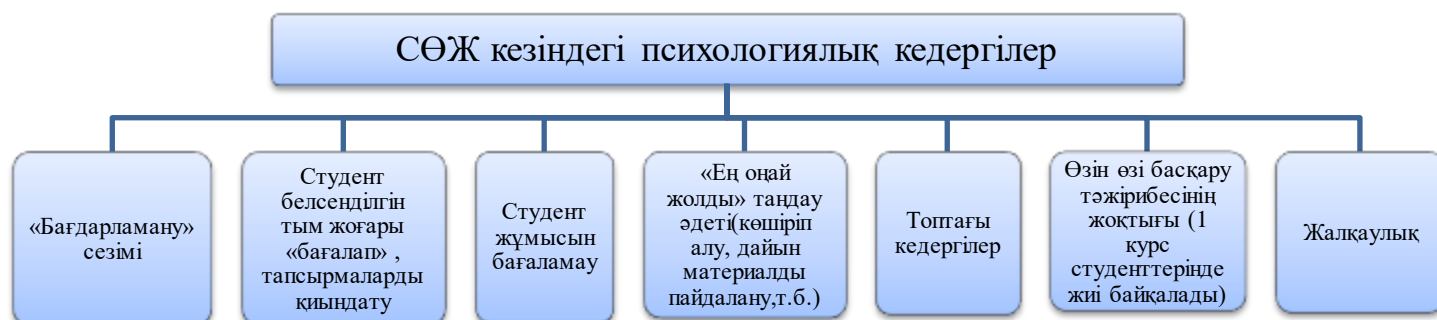 СӨЖ кезіндегі психологиялық кедергілер
«Бағдарламану»
сезімі
Студент
белсенділгін
тым жоғары
«бағалап» ,
тапсырмаларды
қиындату
Студент
жұмысын
бағаламау
«Ең оңай
жолды» таңдау
әдеті(көшіріп
алу, дайын
материалды
пайдалану,т.б.)
Топтағы
кедергілер
Өзін өзі басқару
тәжірибесінің
жоқтығы (1
курс
студенттерінде
жиі байқалады)
Жалқаулық